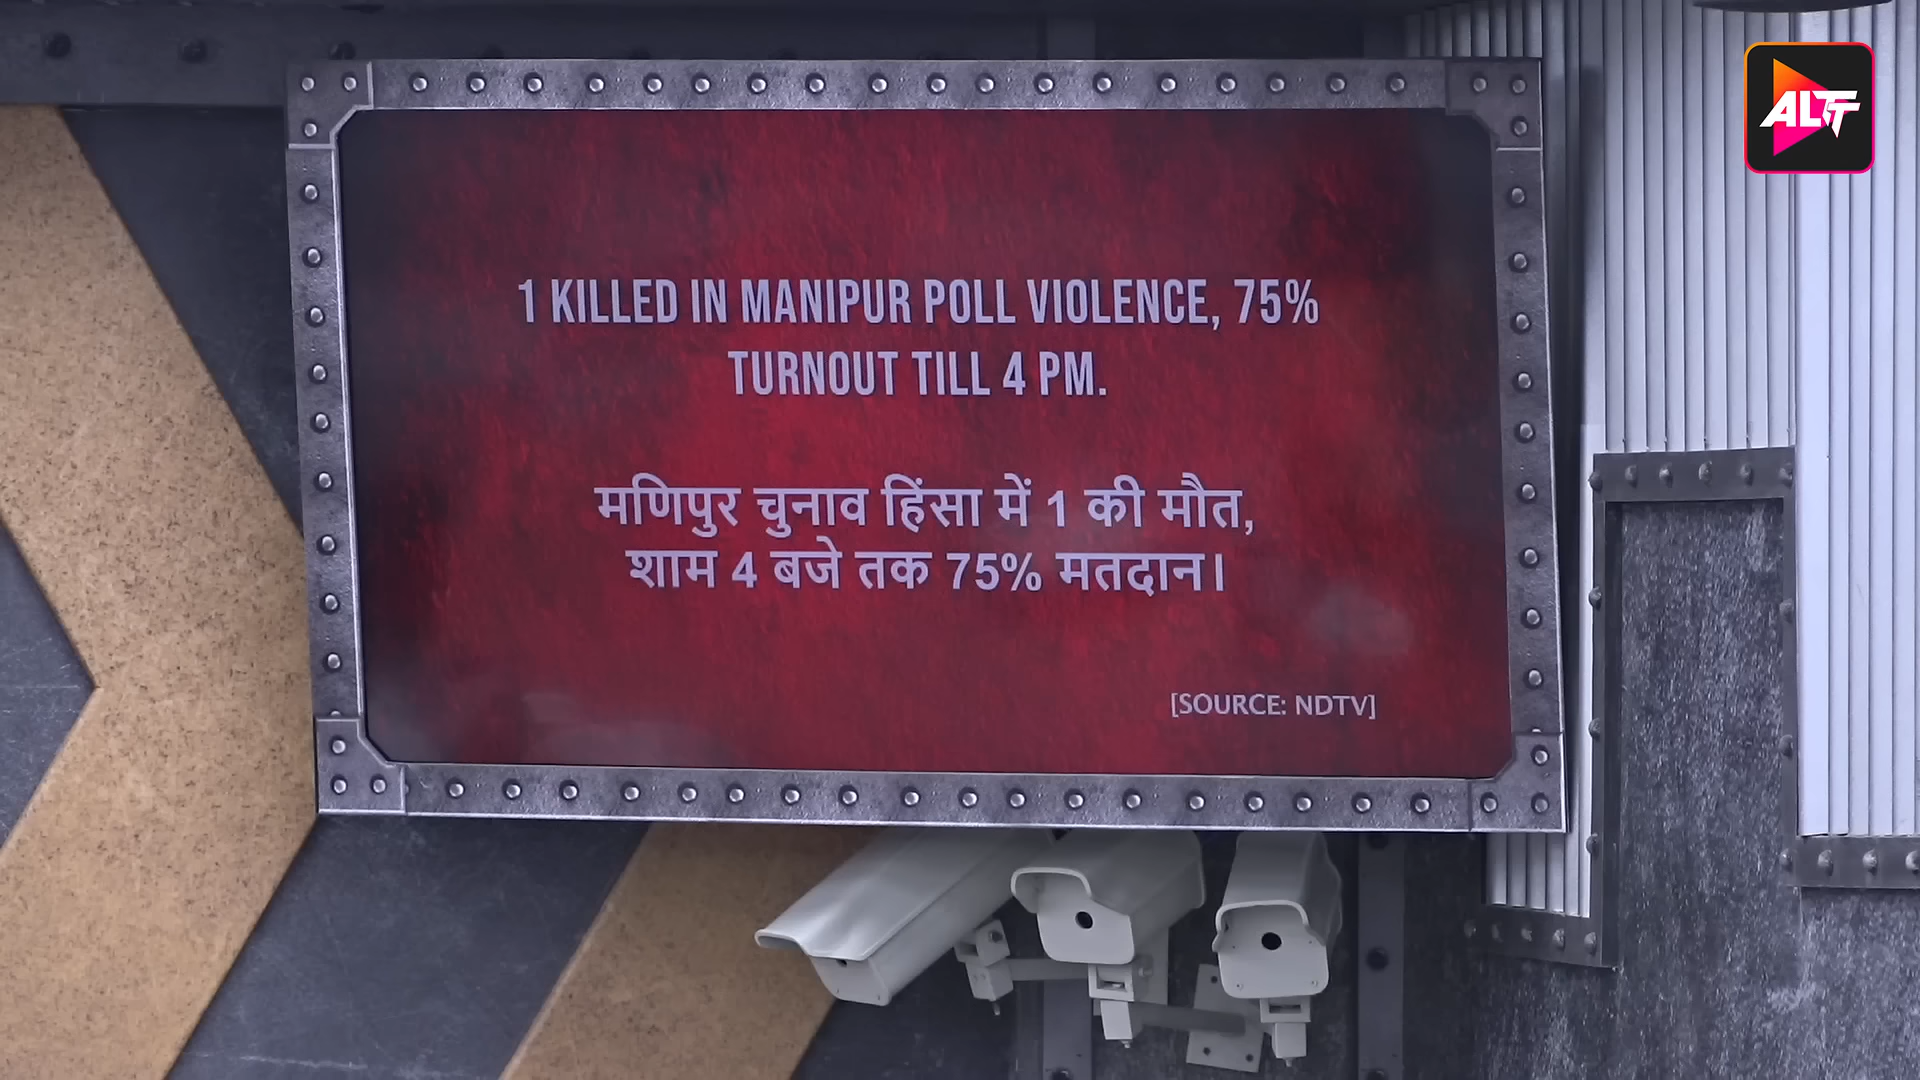 ALTT
1 KILLED IN MANIPUR POLL VIOLENCE, 75%
TURNOUT TILL 4 PM.
मणिपुर चुनाव हिंसा में 1 की मौत,
शाम 4 बजे तक 75% मतदान।
[SOURCE: NDTV]